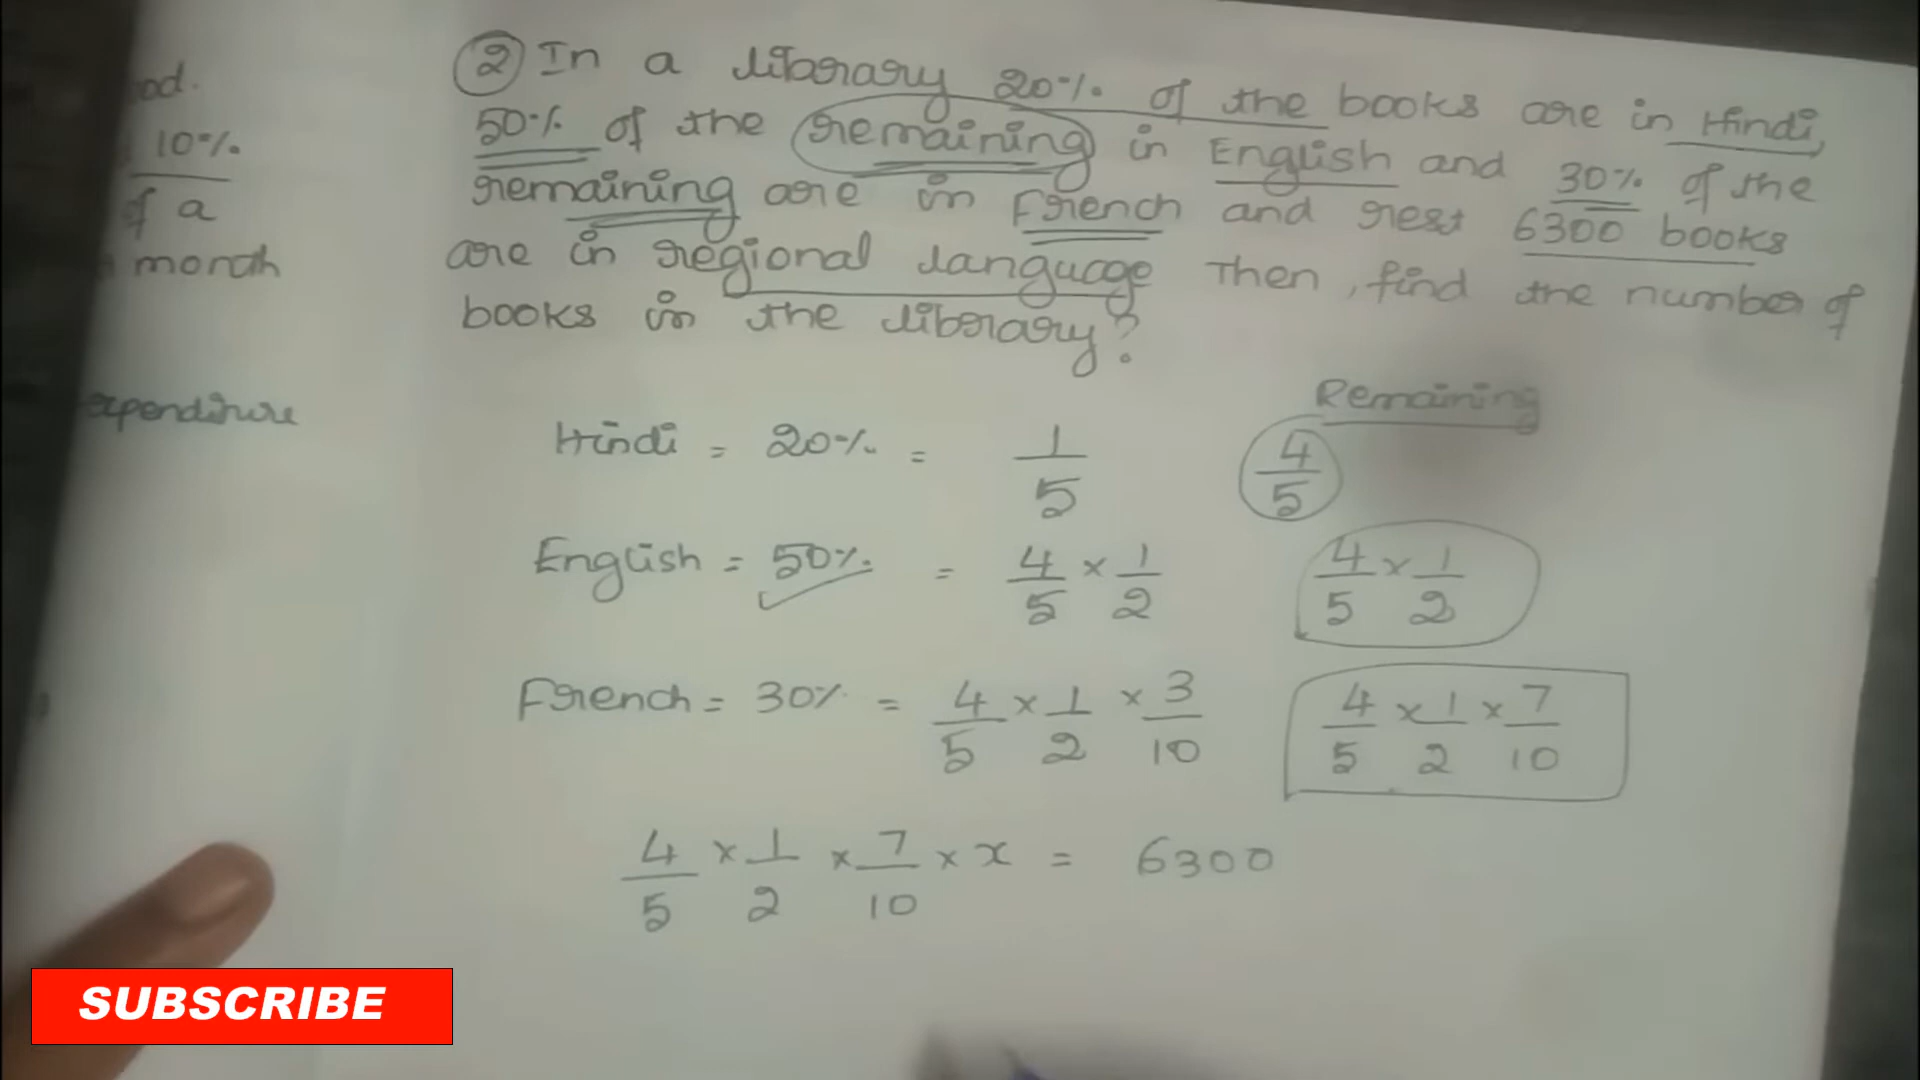 ② In a library 20% of the books are in Hindi,
50% of the remaining in English and 30% of the
remaining are in French and rest 6300 books
are in regional language Then, find the number of
books in the library?
od.
10%
f a
month
expenditure
Remaining
Hindi = 20% = 1/5 4/5
English = 50% = 4/5 × 1/2 4/5 × 1/2
French = 30% = 4/5 × 1/2 × 3/10 4/5 × 1/2 × 7/10
4/5 × 1/2 × 7/10 × x = 6300
SUBSCRIBE